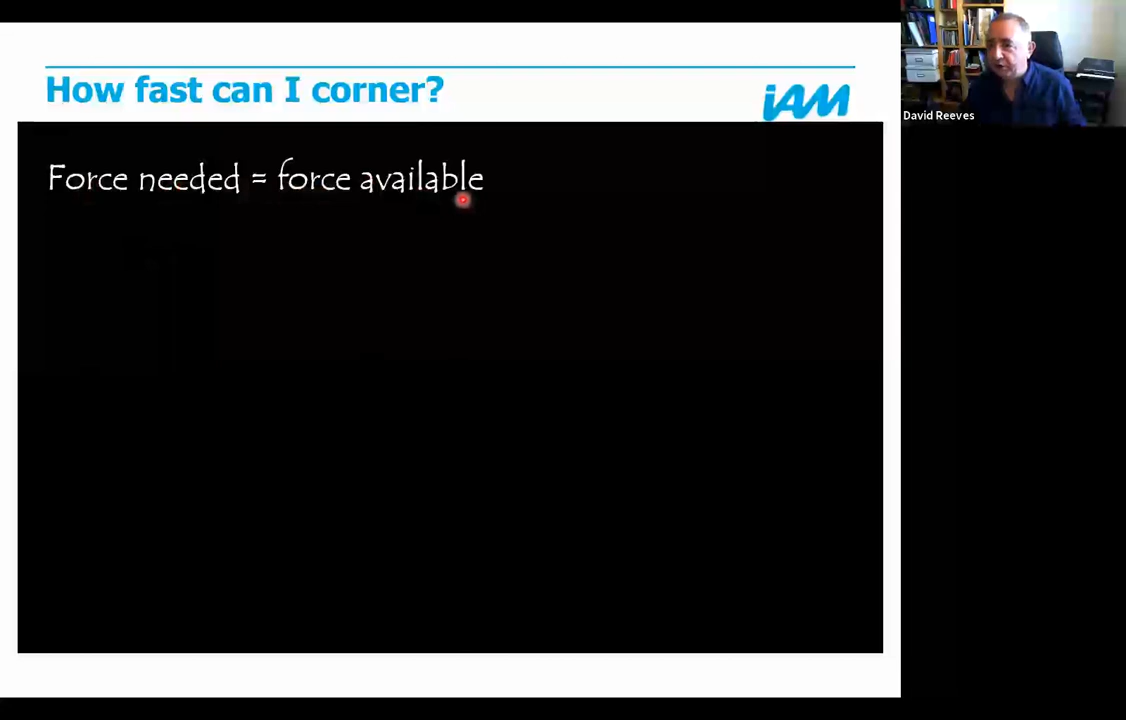 How fast can I corner?
iAM
Force needed = force available
David Reeves